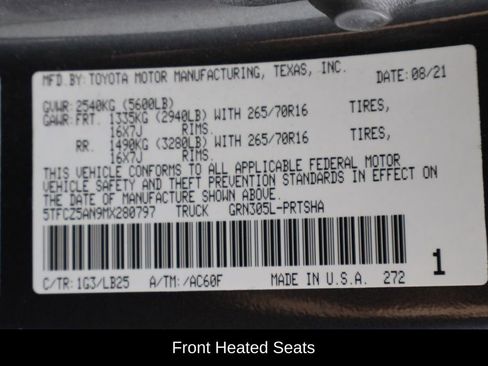 MFD.BY:TOYOTA MOTOR MANUFACTURING, TEXAS, INC. DATE:08/21
GVWR:2540KG (5600LB)
GAWR:FRT. 1335KG (2940LB) WITH 265/70R16 TIRES,
16X7J RIMS.
RR. 1490KG (3280LB) WITH 265/70R16 TIRES,
16X7J RIMS.
THIS VEHICLE CONFORMS TO ALL APPLICABLE FEDERAL MOTOR
VEHICLE SAFETY AND THEFT PREVENTION STANDARDS IN EFFECT ON
THE DATE OF MANUFACTURE SHOWN ABOVE.
5TFCZ5AN9MX280797 TRUCK GRN305L-PRTSHA
C/TR:1G3/LB25 A/TM:/AC60F MADE IN U.S.A. 272 1
Front Heated Seats